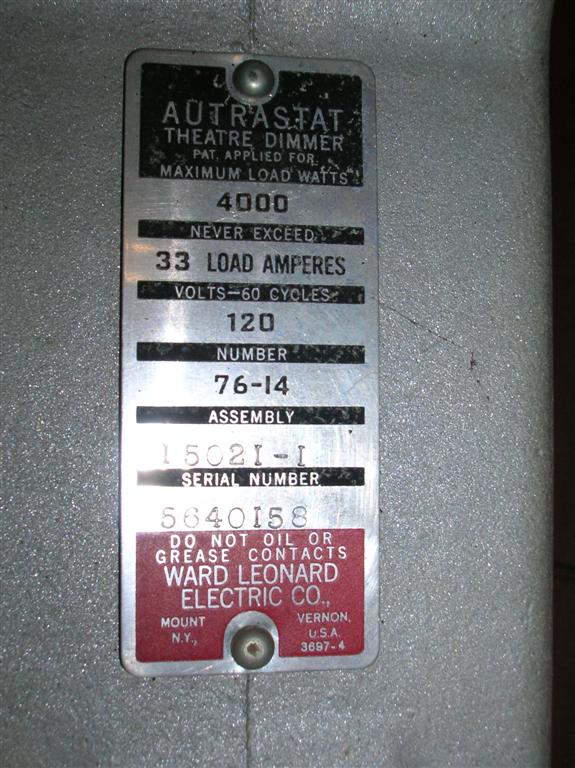 AUTRASTAT
THEATRE DIMMER
PAT. APPLIED FOR
MAXIMUM LOAD WATTS
4000
NEVER EXCEED
33 LOAD AMPERES
VOLTS—60 CYCLES
120
NUMBER
76-14
ASSEMBLY
15021-1
SERIAL NUMBER
5640158
DO NOT OIL OR
GREASE CONTACTS
WARD LEONARD
ELECTRIC CO.,
MOUNT VERNON,
N.Y., U.S.A.
3697-4